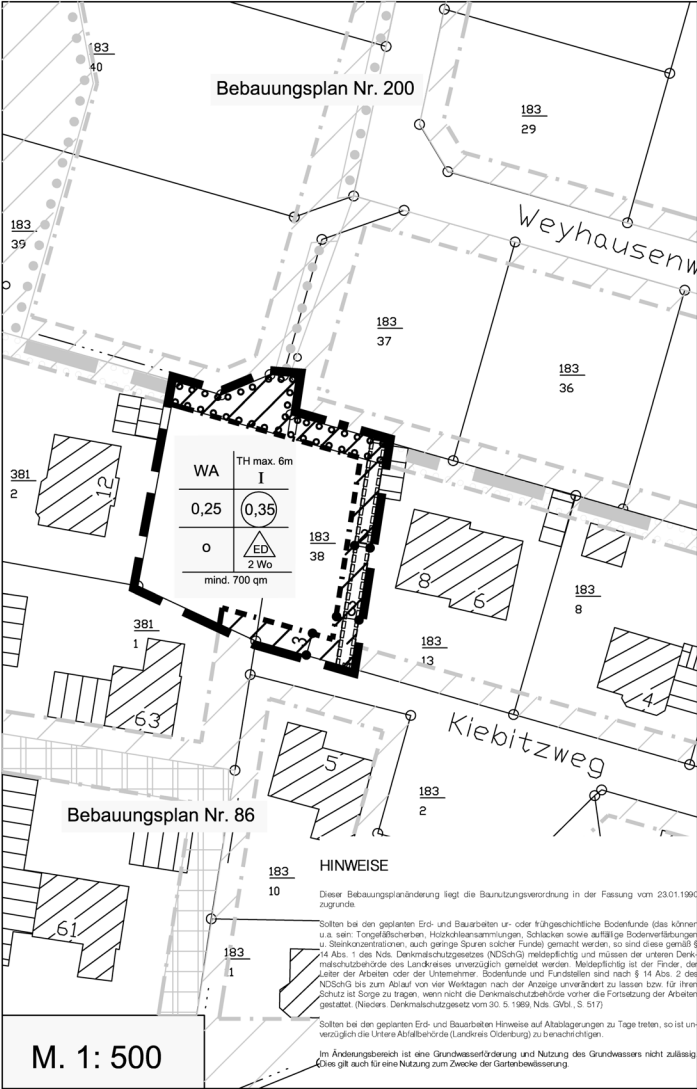 183
40
Bebauungsplan Nr. 200
183
29
183
39
Weyhausenw
183
37
183
36
381
2
12
WA
TH max. 6m
I
0,25
0,35
o
ED
2 Wo
mind. 700 qm
183
38
8
6
183
8
381
1
3
183
13
4
63
Kiebitzweg
5
183
2
Bebauungsplan Nr. 86
183
10
61
183
1
HINWEISE
Dieser Bebauungsplanänderung liegt die Baunutzungsverordnung in der Fassung vom 23.01.1990
zugrunde.
Sollten bei den geplanten Erd- und Bauarbeiten ur- oder frühgeschichtliche Bodenfunde (das können
u.a. sein: Tongefäßscherben, Holzkohleansammlungen, Schlacken sowie auffällige Bodenverfärbungen
u. Steinkonzentrationen, auch geringe Spuren solcher Funde) gemacht werden, so sind diese gemäß §
14 Abs. 1 des Nds. Denkmalschutzgesetzes (NDSchG) meldepflichtig und müssen der unteren Denk-
malschutzbehörde des Landkreises unverzüglich gemeldet werden. Meldepflichtig ist der Finder, der
Leiter der Arbeiten oder der Unternehmer. Bodenfunde und Fundstellen sind nach § 14 Abs. 2 des
NDSchG bis zum Ablauf von vier Werktagen nach der Anzeige unverändert zu lassen bzw. für ihren
Schutz ist Sorge zu tragen, wenn nicht die Denkmalschutzbehörde vorher die Fortsetzung der Arbeiten
gestattet. (Nieders. Denkmalschutzgesetz vom 30. 5. 1989, Nds. GVbl., S. 517)
Sollten bei den geplanten Erd- und Bauarbeiten Hinweise auf Altablagerungen zu Tage treten, so ist un-
verzüglich die Untere Abfallbehörde (Landkreis Oldenburg) zu benachrichtigen.
Im Änderungsbereich ist eine Grundwasserförderung und Nutzung des Grundwassers nicht zulässig.
Dies gilt auch für eine Nutzung zum Zwecke der Gartenbewässerung.
M. 1: 500